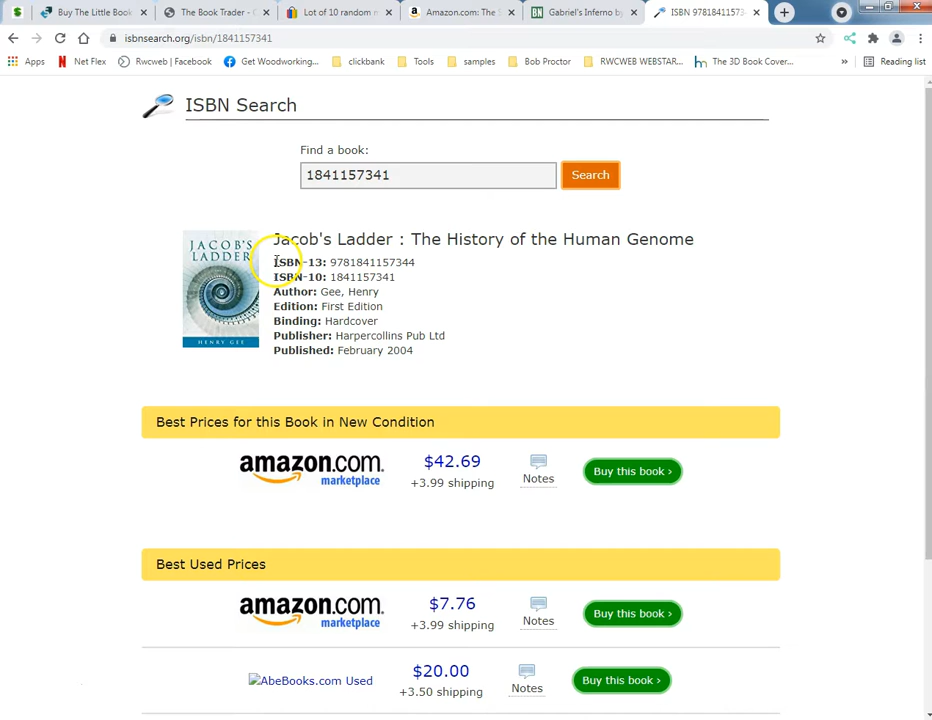 Buy The Little Book
The Book Trader -
Lot of 10 random
Amazon.com: The S
Gabriel's Inferno by
ISBN 978184115734
isbnsearch.org/isbn/1841157341
Apps Net Flex Rwcweb | Facebook Get Woodworking:... clickbank Tools samples Bob Proctor RWCWEB WEBSTAR... The 3D Book Cover... » Reading list
ISBN Search
Find a book:
1841157341 Search
JACOB'S
LADDER
HENRY GEE
Jacob's Ladder : The History of the Human Genome
ISBN-13: 9781841157344
ISBN-10: 1841157341
Author: Gee, Henry
Edition: First Edition
Binding: Hardcover
Publisher: Harpercollins Pub Ltd
Published: February 2004
Best Prices for this Book in New Condition
amazon.com
marketplace
$42.69
+3.99 shipping
Notes
Buy this book ›
Best Used Prices
amazon.com
marketplace
$7.76
+3.99 shipping
Notes
Buy this book ›
AbeBooks.com Used
$20.00
+3.50 shipping
Notes
Buy this book ›